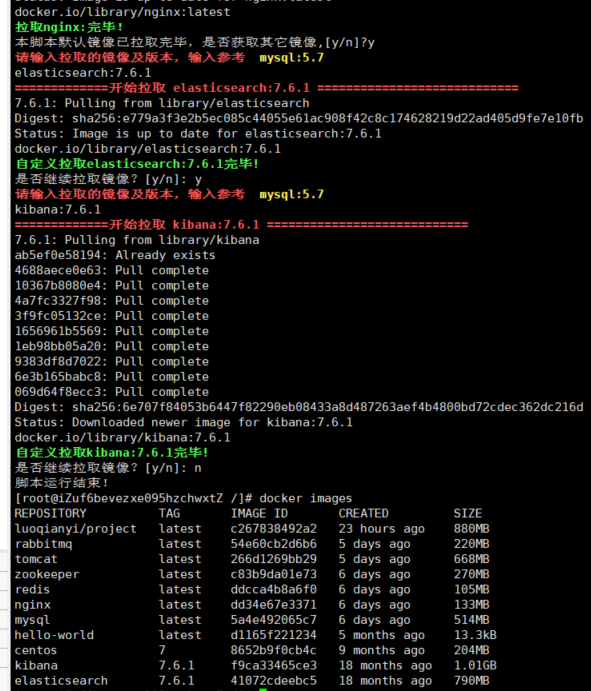 docker.io/library/nginx:latest
拉取nginx:完毕!
本脚本默认镜像已拉取完毕，是否获取其它镜像,[y/n]?y
请输入拉取的镜像及版本，输入参考  mysql:5.7
elasticsearch:7.6.1
=============开始拉取 elasticsearch:7.6.1 ============================
7.6.1: Pulling from library/elasticsearch
Digest: sha256:e779a3f3e2b5ec085c44055e61ac908f42c8c174628219d22ad405d9fe7e10fb
Status: Image is up to date for elasticsearch:7.6.1
docker.io/library/elasticsearch:7.6.1
自定义拉取elasticsearch:7.6.1完毕!
是否继续拉取镜像? [y/n]: y
请输入拉取的镜像及版本，输入参考  mysql:5.7
kibana:7.6.1
=============开始拉取 kibana:7.6.1 ============================
7.6.1: Pulling from library/kibana
ab5ef0e58194: Already exists
4688aece0e63: Pull complete
10367b8080e4: Pull complete
4a7fc3327f98: Pull complete
3f9fc05132ce: Pull complete
1656961b5569: Pull complete
1eb98bb05a20: Pull complete
9383df8d7022: Pull complete
6e3b165babc8: Pull complete
069d64f8ecc3: Pull complete
Digest: sha256:6e707f84053b6447f82290eb08433a8d487263aef4b4800bd72cdec362dc216d
Status: Downloaded newer image for kibana:7.6.1
docker.io/library/kibana:7.6.1
自定义拉取kibana:7.6.1完毕!
是否继续拉取镜像? [y/n]: n
脚本运行结束!
[root@iZuf6bevezxe095hzchwxtZ /]# docker images
REPOSITORY TAG IMAGE ID CREATED SIZE
luoqianyi/project latest c267838492a2 23 hours ago 880MB
rabbitmq latest 54e60cb2d6b6 5 days ago 220MB
tomcat latest 266d1269bb29 5 days ago 668MB
zookeeper latest c83b9da01e73 6 days ago 270MB
redis latest ddcca4b8a6f0 6 days ago 105MB
nginx latest dd34e67e3371 6 days ago 133MB
mysql latest 5a4e492065c7 6 days ago 514MB
hello-world latest d1165f221234 5 months ago 13.3kB
centos 7 8652b9f0cb4c 9 months ago 204MB
kibana 7.6.1 f9ca33465ce3 18 months ago 1.01GB
elasticsearch 7.6.1 41072cdeebc5 18 months ago 790MB